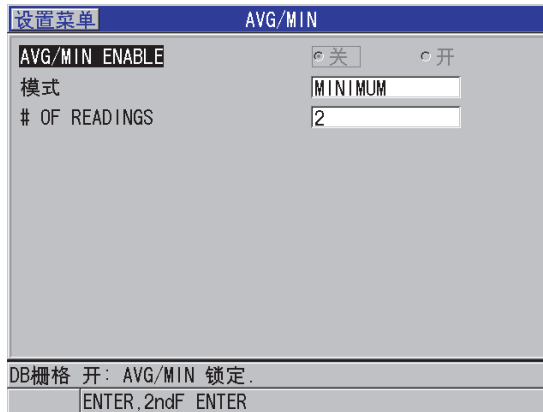 设置菜单 AVG/MIN
AVG/MIN ENABLE 关 开
模式 MINIMUM
# OF READINGS 2
DB栅格 开: AVG/MIN 锁定.
ENTER,2ndF ENTER